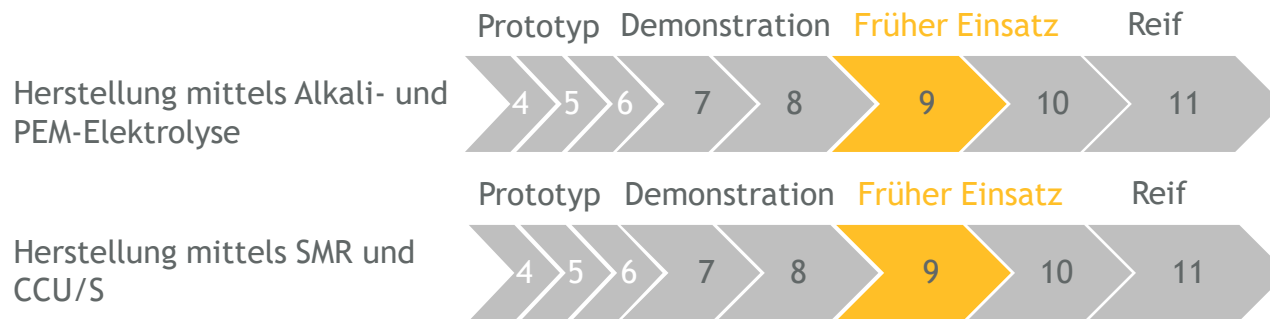 Prototyp Demonstration Früher Einsatz Reif
Herstellung mittels Alkali- und
PEM-Elektrolyse
4 5 6 7 8 9 10 11
Prototyp Demonstration Früher Einsatz Reif
Herstellung mittels SMR und
CCU/S
4 5 6 7 8 9 10 11